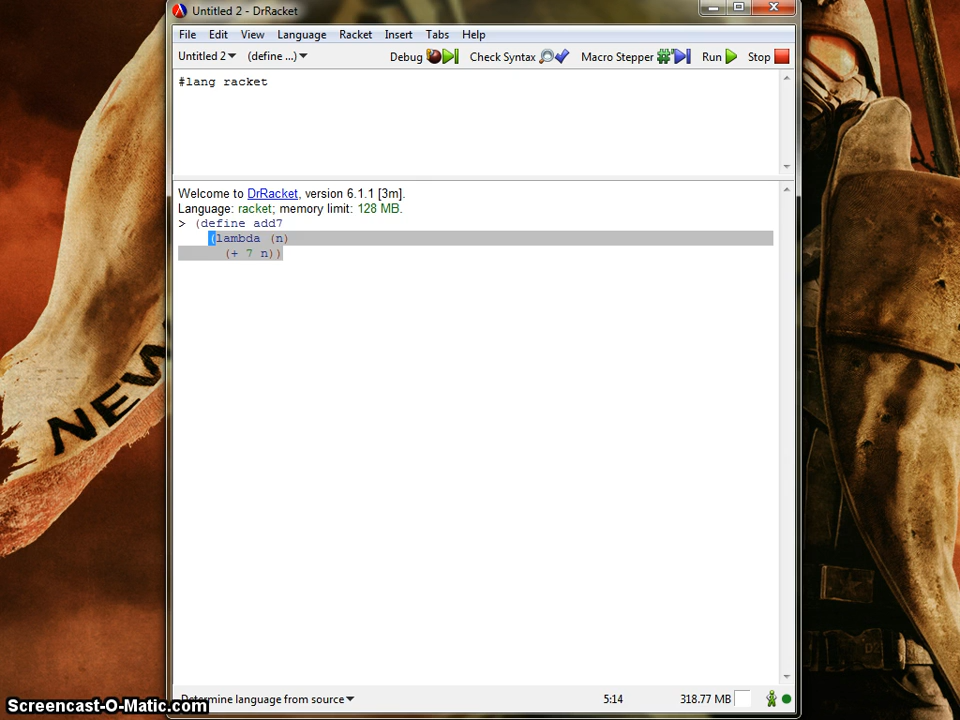 Untitled 2 - DrRacket
File Edit View Language Racket Insert Tabs Help
Untitled 2 (define ...) Debug Check Syntax Macro Stepper Run Stop
#lang racket
Welcome to DrRacket, version 6.1.1 [3m].
Language: racket; memory limit: 128 MB.
> (define add7
(lambda (n)
(+ 7 n))
NEW
Determine language from source 5:14 318.77 MB
Screencast-O-Matic.com